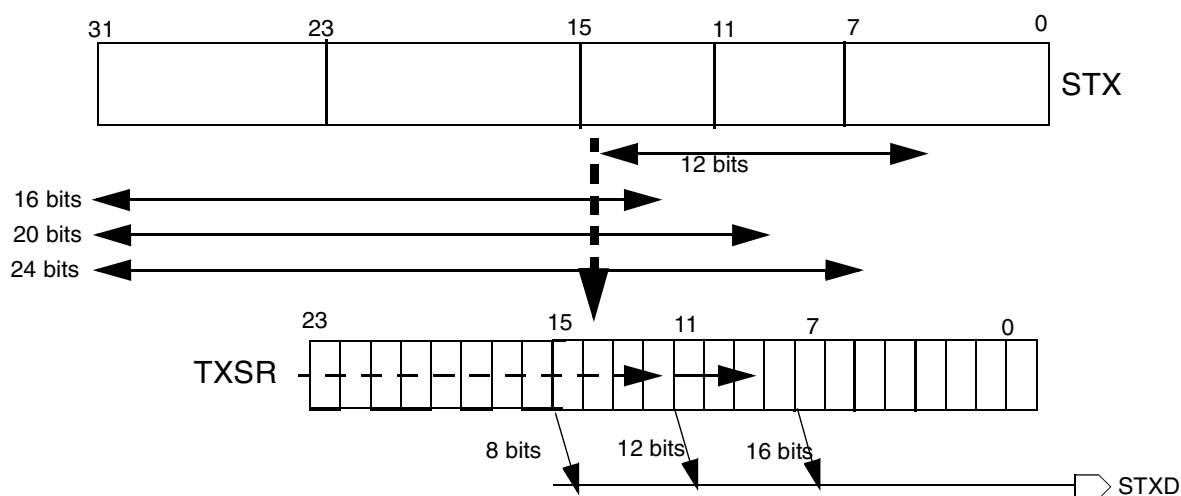 31 23 15 11 7 0
STX
12 bits
16 bits
20 bits
24 bits
23 15 11 7 0
TXSR
8 bits 12 bits 16 bits
STXD